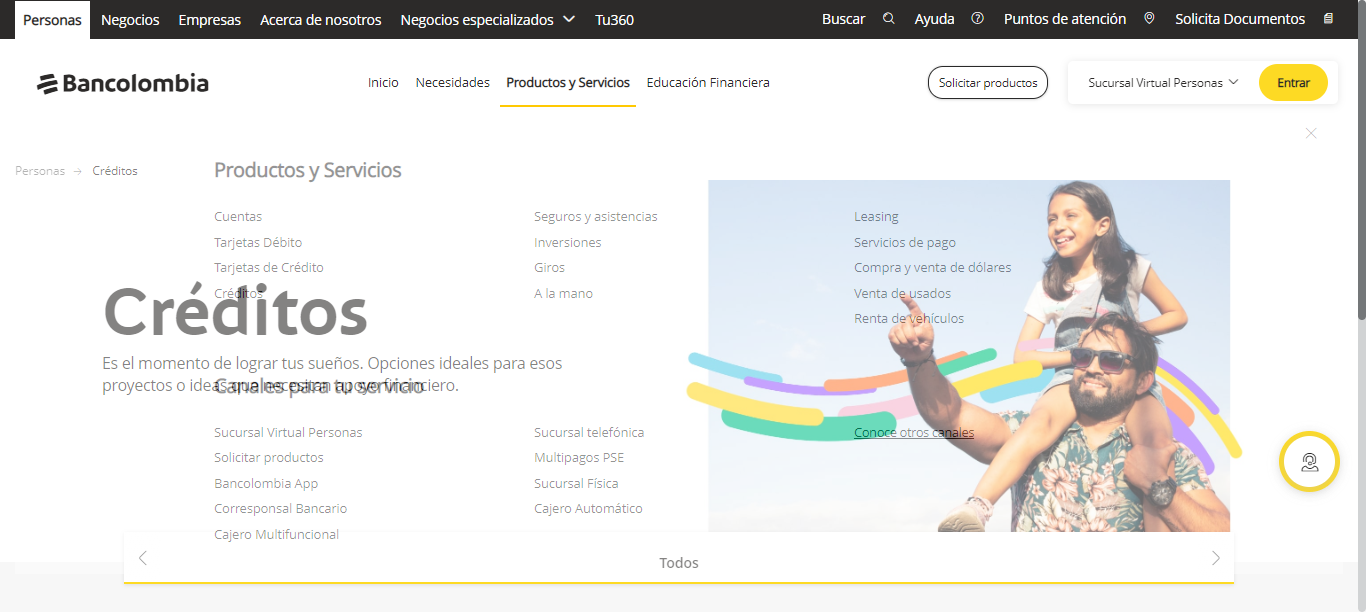 Personas Negocios Empresas Acerca de nosotros Negocios especializados Tu360 Buscar Ayuda Puntos de atención Solicita Documentos
Bancolombia Inicio Necesidades Productos y Servicios Educación Financiera Solicitar productos Sucursal Virtual Personas Entrar
Personas → Créditos
Productos y Servicios
Cuentas Seguros y asistencias Leasing
Tarjetas Débito Inversiones Servicios de pago
Tarjetas de Crédito Giros Compra y venta de dólares
Créditos A la mano Venta de usados
Renta de vehículos
Créditos
Es el momento de lograr tus sueños. Opciones ideales para esos
proyectos o ideas que necesitan apoyo financiero.
Canales para tu servicio
Sucursal Virtual Personas Sucursal telefónica Conoce otros canales
Solicitar productos Multipagos PSE
Bancolombia App Sucursal Física
Corresponsal Bancario Cajero Automático
Cajero Multifuncional
Todos